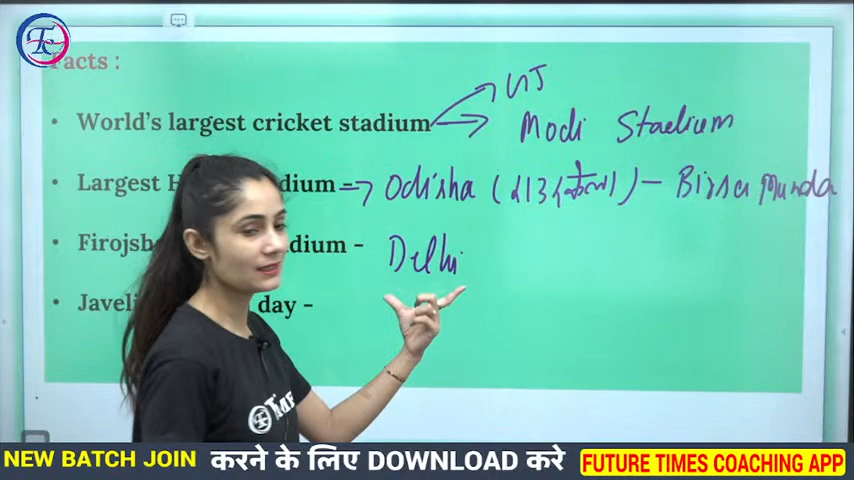 Facts :
GJ
• World's largest cricket stadium Modi Stadium
• Largest H dium - Odisha (राउरकेला) - Birsa Munda
• Firojsh dium - Delhi
• Javeli day -
NEW BATCH JOIN करने के लिए DOWNLOAD करे FUTURE TIMES COACHING APP